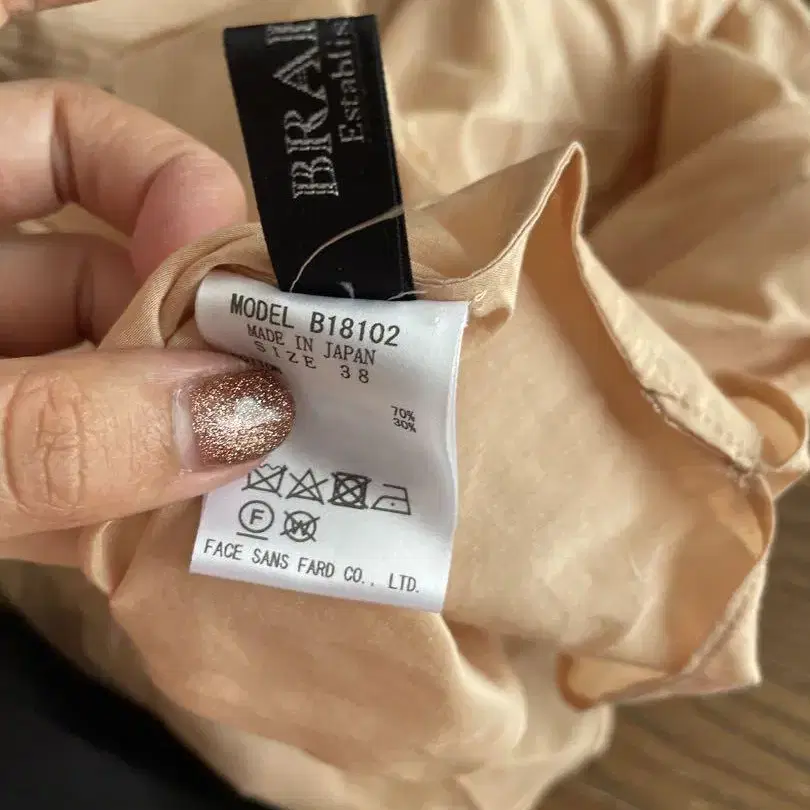 BRAI
Establis
MODEL B18102
MADE IN JAPAN
SIZE 38
70%
30%
F
W
FACE SANS FARD CO., LTD.